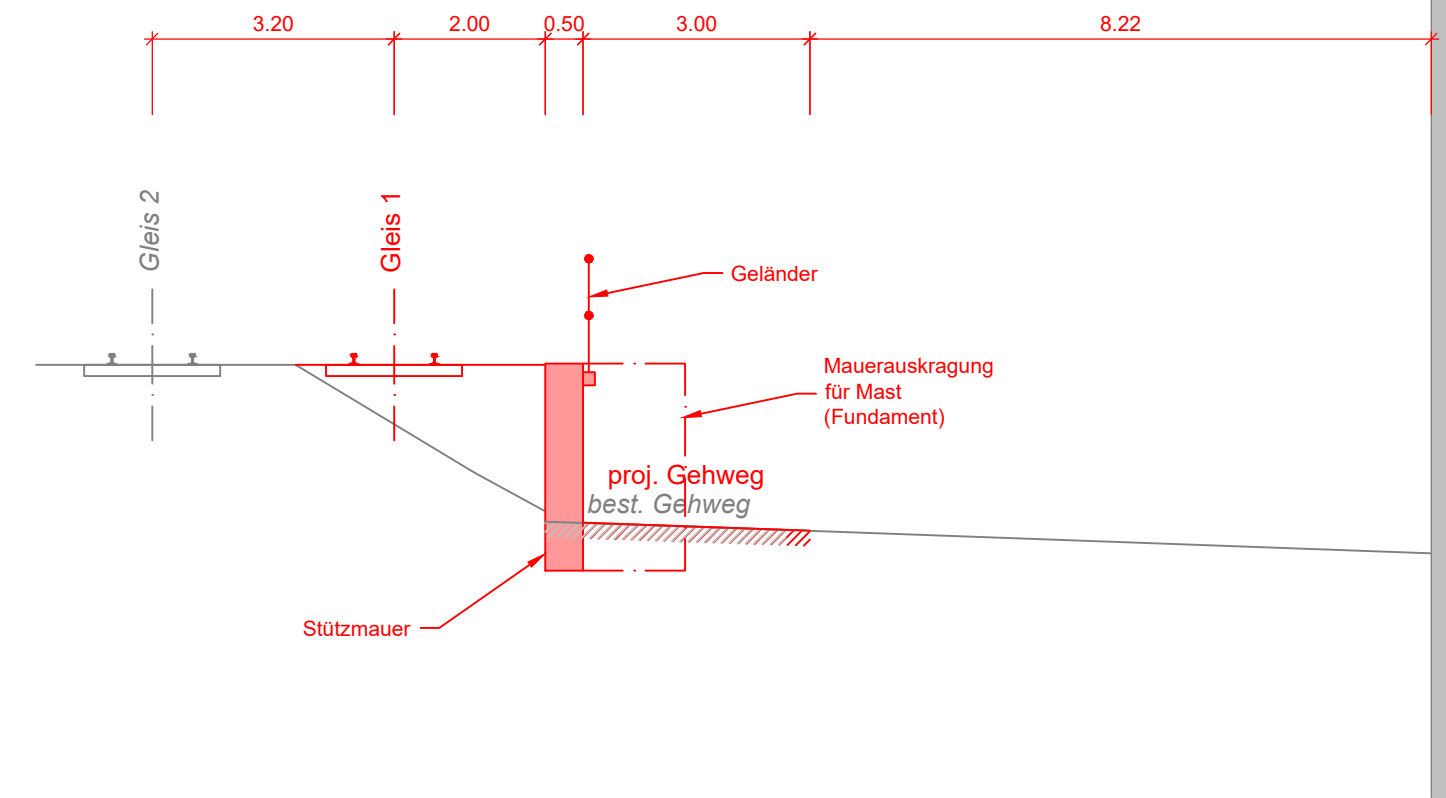 3.20
2.00
0.50
3.00
8.22
Gleis 2
Gleis 1
Geländer
Mauerauskragung
für Mast
(Fundament)
proj. Gehweg
best. Gehweg
Stützmauer